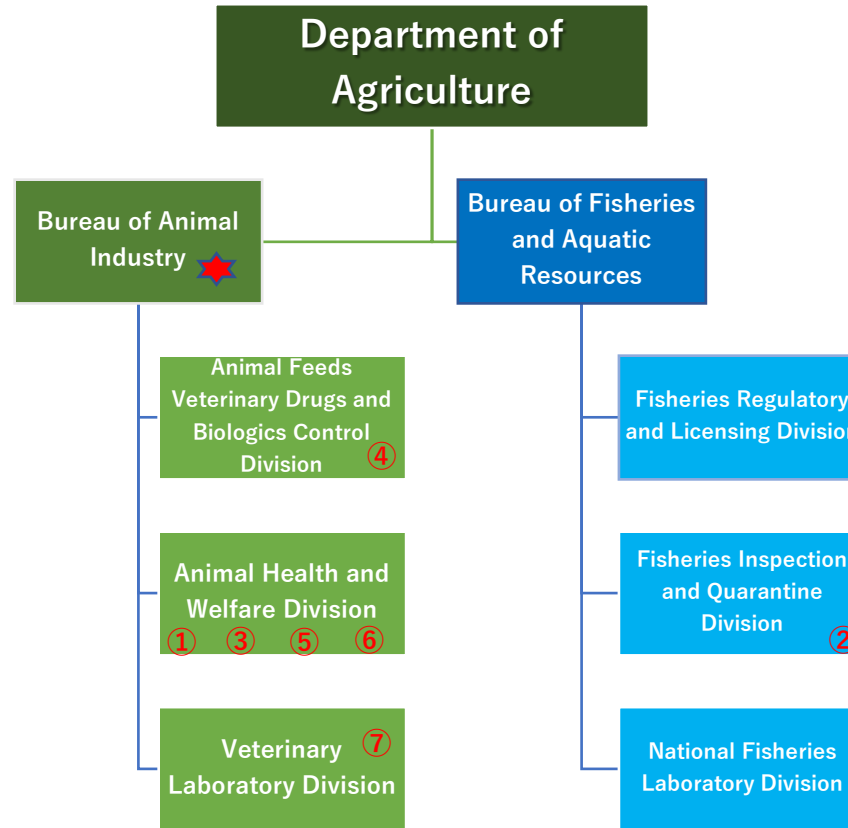 Department of
Agriculture
Bureau of Animal
Industry
Bureau of Fisheries
and Aquatic
Resources
Animal Feeds
Veterinary Drugs and
Biologics Control
Division
④
Fisheries Regulatory
and Licensing Division
Animal Health and
Welfare Division
① ③ ⑤ ⑥
Fisheries Inspection
and Quarantine
Division
②
Veterinary ⑦
Laboratory Division
National Fisheries
Laboratory Division